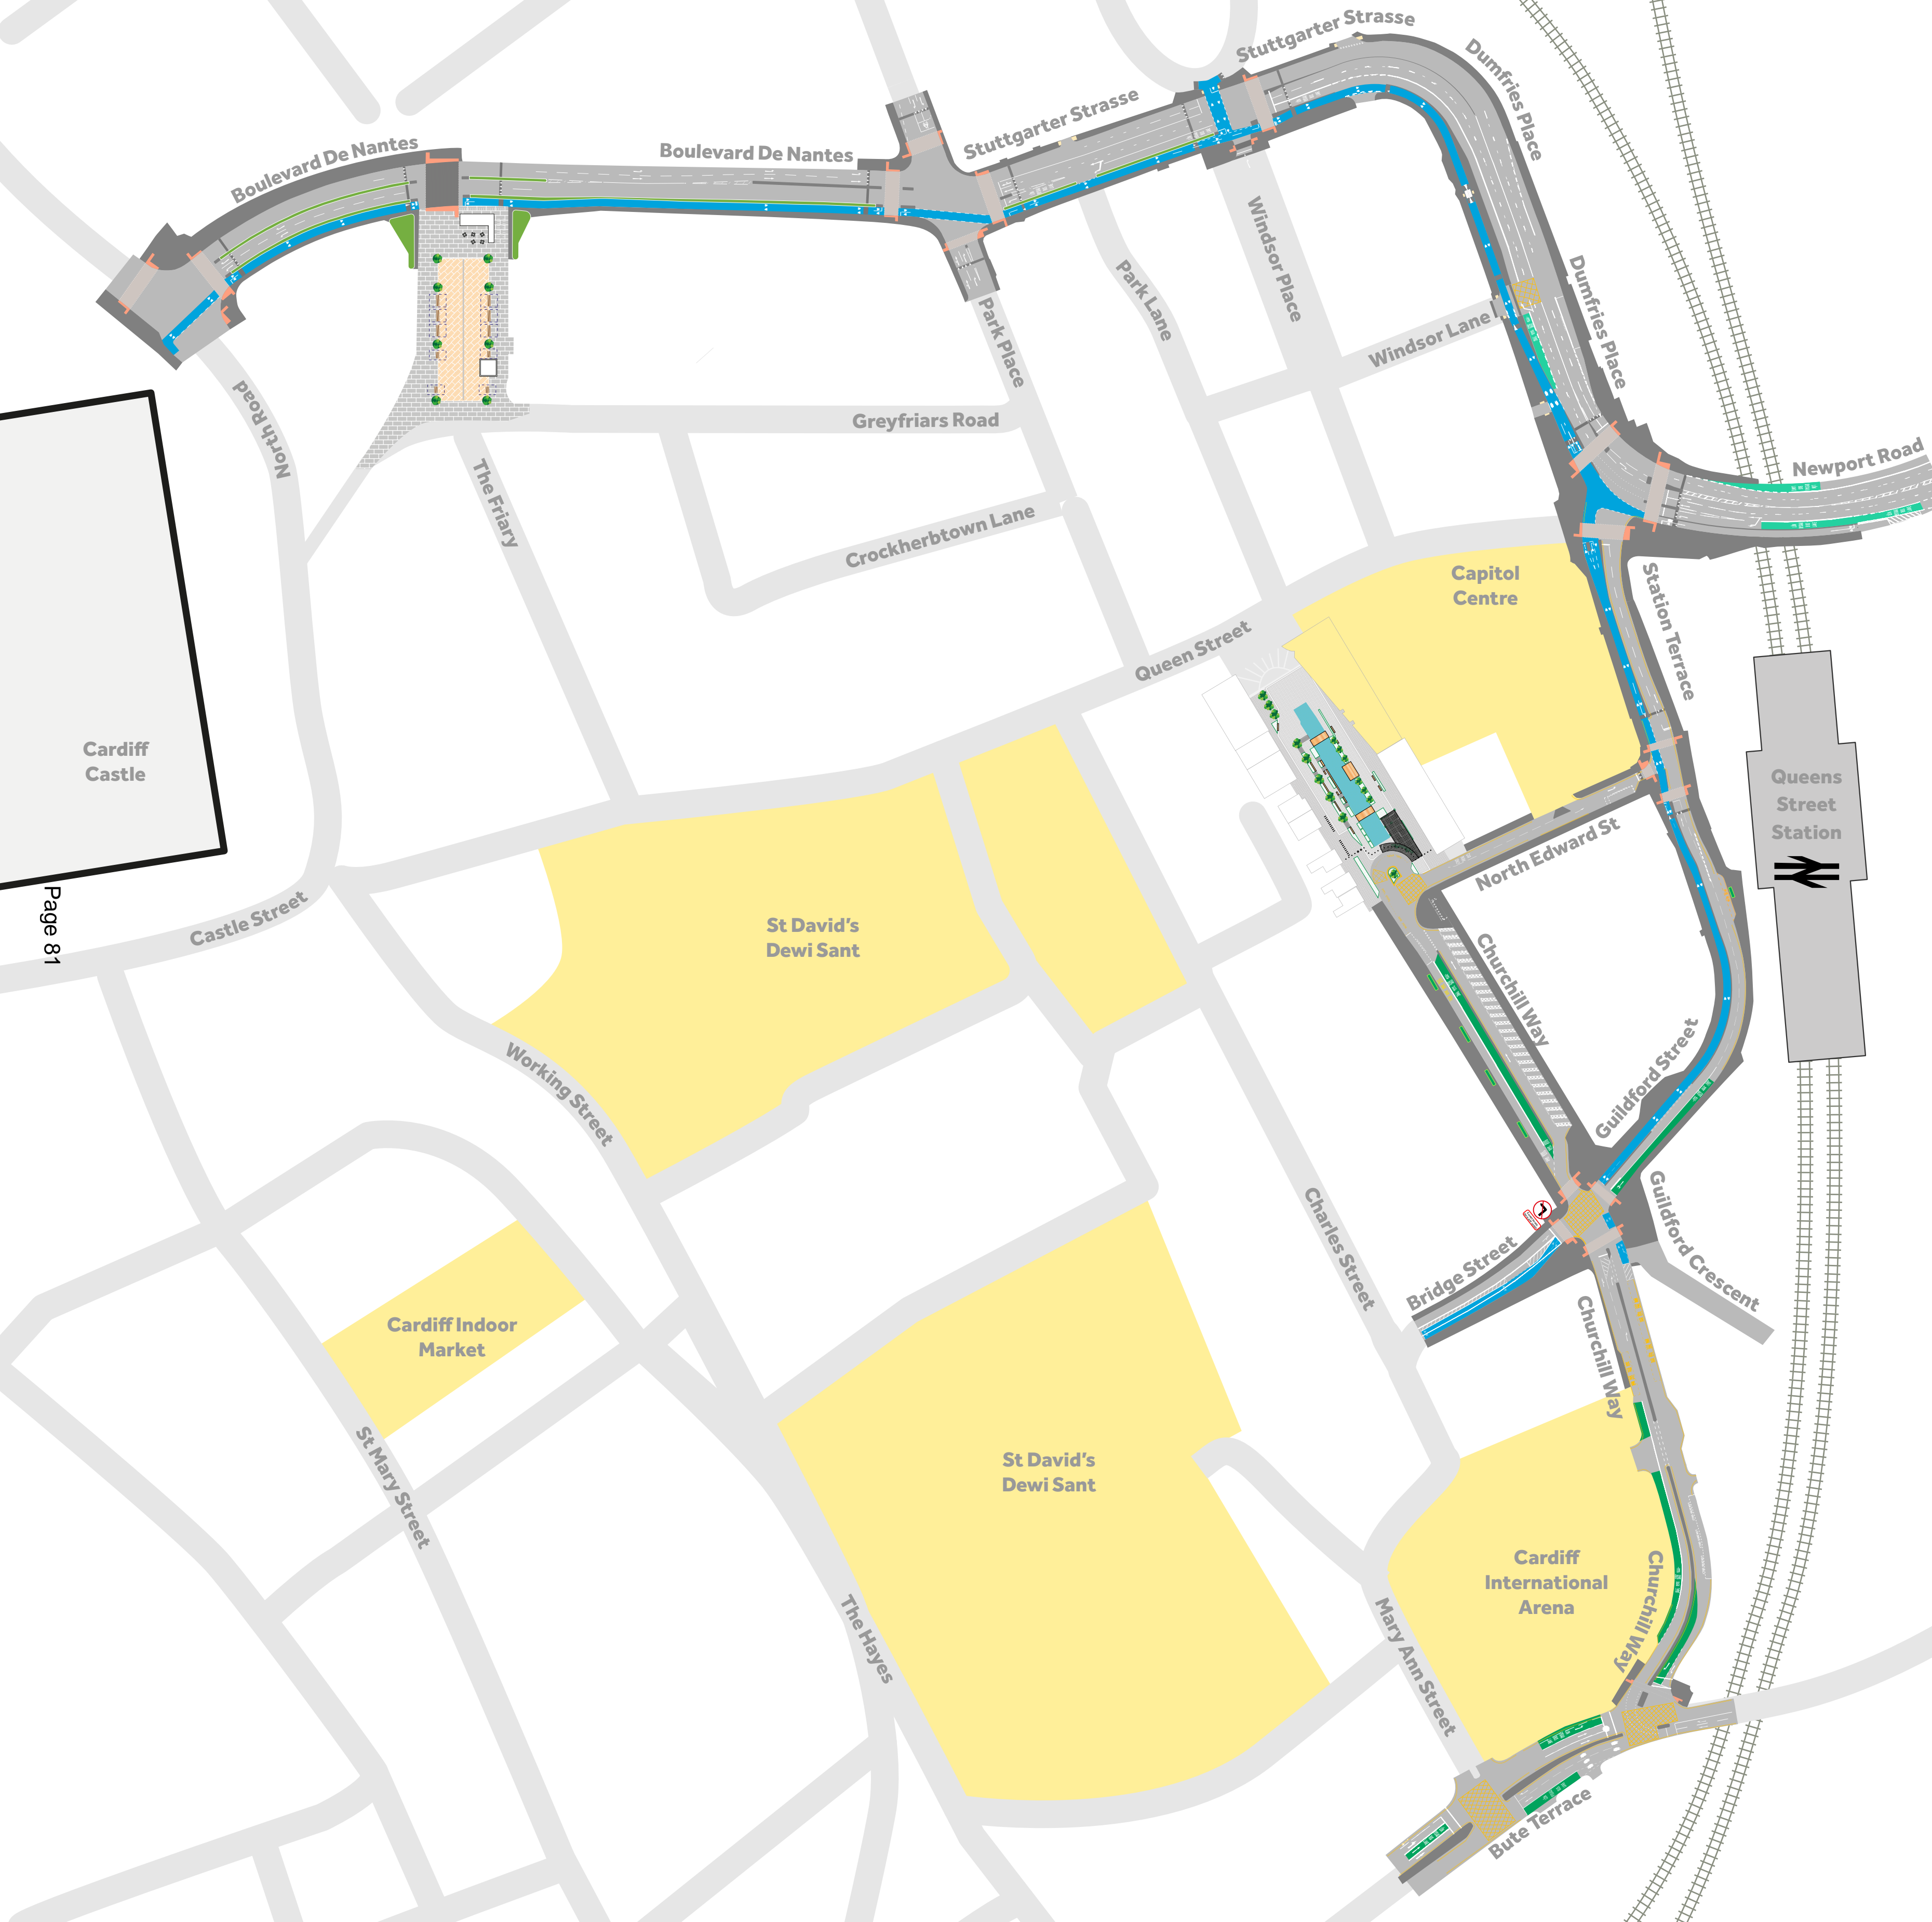 Stuttgarter Strasse
Dumfries Place
Stuttgarter Strasse
Boulevard De Nantes
Boulevard De Nantes
Windsor Place
Park Lane
Dumfries Place
Park Place
Windsor Lane
North Road
Greyfriars Road
Newport Road
The Friary
Crockherbtown Lane
Capitol
Centre
Station Terrace
Queen Street
Cardiff
Castle
Queens
Street
Station
North Edward St
Page 81
Castle Street
St David's
Dewi Sant
Churchill Way
Working Street
Guildford Street
Charles Street
Guildford Crescent
Bridge Street
Cardiff Indoor
Market
Churchill Way
St Mary Street
St David's
Dewi Sant
Cardiff
International
Arena
Churchill Way
The Hayes
Mary Ann Street
Bute Terrace